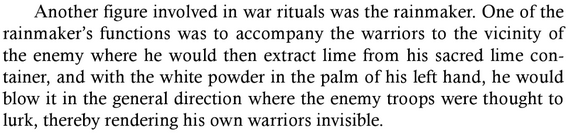 Another figure involved in war rituals was the rainmaker. One of the
rainmaker's functions was to accompany the warriors to the vicinity of
the enemy where he would then extract lime from his sacred lime con-
tainer, and with the white powder in the palm of his left hand, he would
blow it in the general direction where the enemy troops were thought to
lurk, thereby rendering his own warriors invisible.